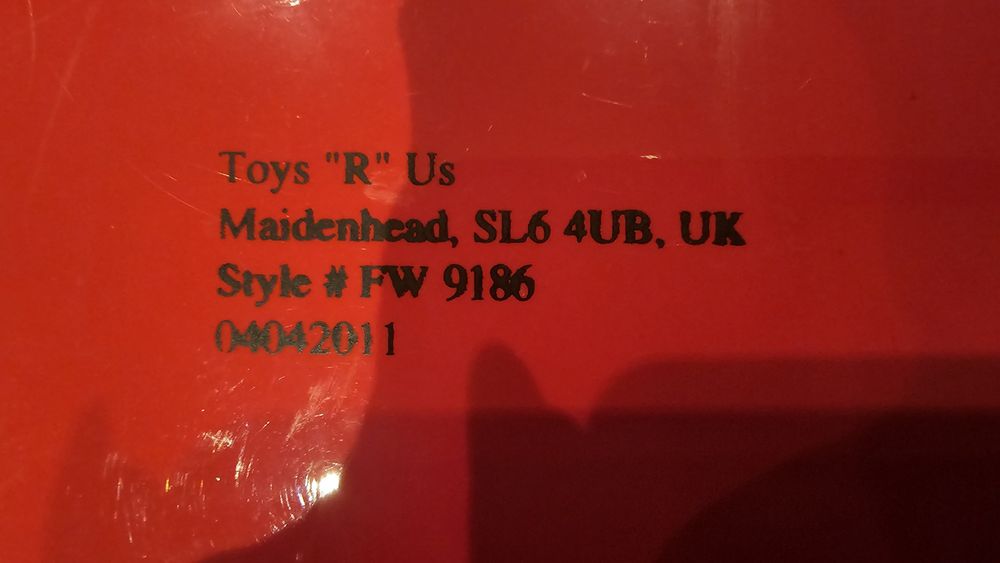 Toys "R" Us
Maidenhead, SL6 4UB, UK
Style # FW 9186
04042011